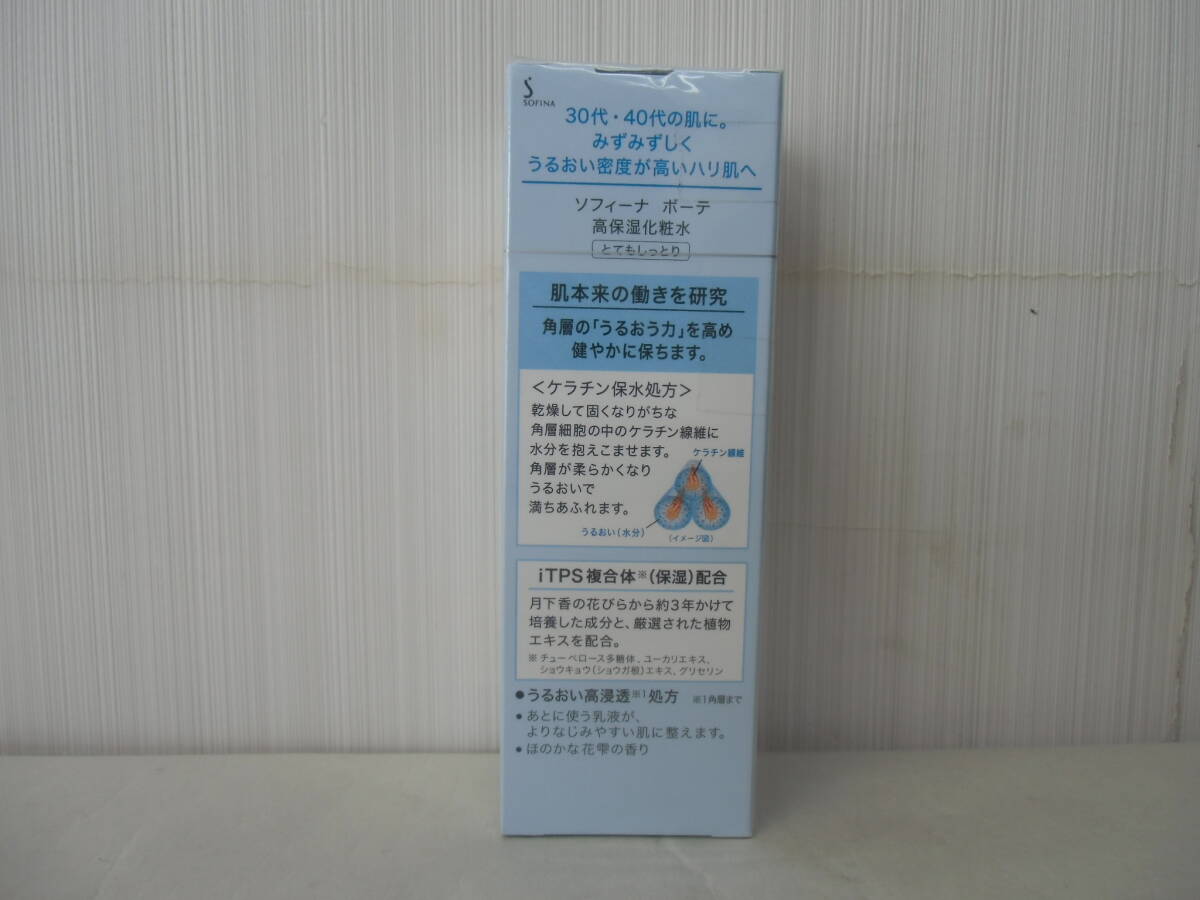 SOFINA
30代・40代の肌に。
みずみずしく
うるおい密度が高いハリ肌へ
ソフィーナ ボーテ
高保湿化粧水
とてもしっとり
肌本来の働きを研究
角層の「うるおう力」を高め
健やかに保ちます。
＜ケラチン保水処方＞
乾燥して固くなりがちな
角層細胞の中のケラチン線維に
水分を抱えこませます。
ケラチン線維
角層が柔らかくなり
うるおいで
満ちあふれます。
うるおい（水分）
（イメージ図）
iTPS複合体※（保湿）配合
月下香の花びらから約3年かけて
培養した成分と、厳選された植物
エキスを配合。
※ チューベローズ多糖体、ユーカリエキス、
ショウキョウ（ショウガ根）エキス、グリセリン
●うるおい高浸透※1処方 ※1角層まで
● あとに使う乳液が、
よりなじみやすい肌に整えます。
● ほのかな花雫の香り